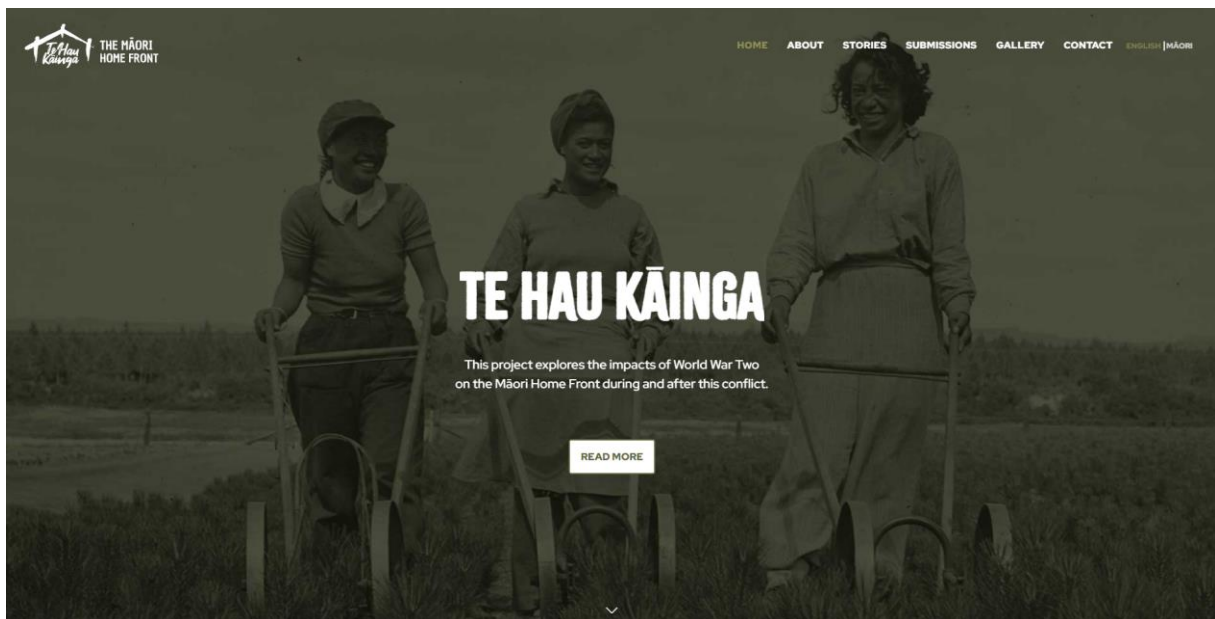 Te Hau
Kāinga
THE MĀORI
HOME FRONT
HOME ABOUT STORIES SUBMISSIONS GALLERY CONTACT ENGLISH | MĀORI
TE HAU KĀINGA
This project explores the impacts of World War Two
on the Māori Home Front during and after this conflict.
READ MORE